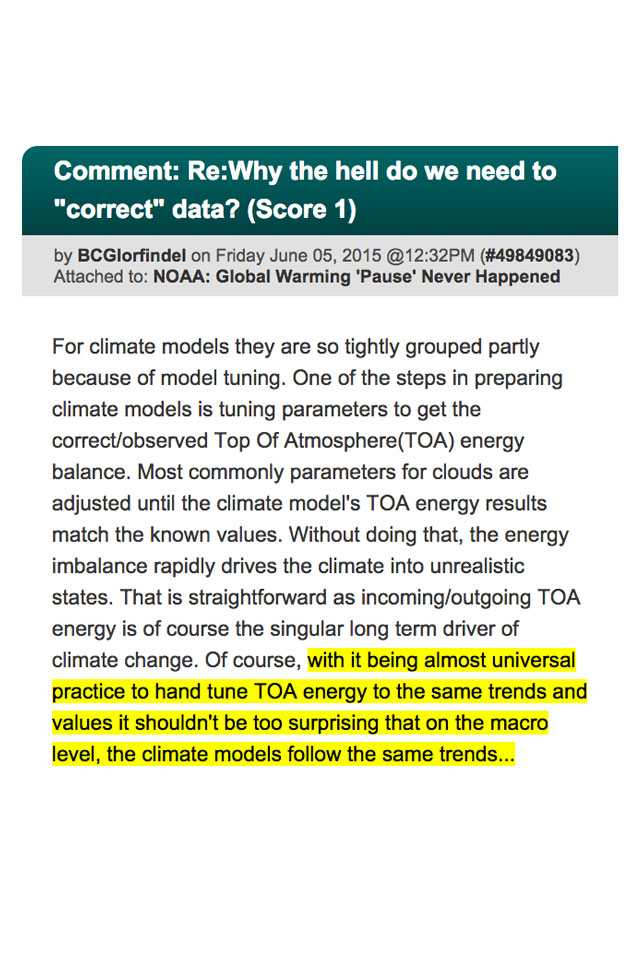 Comment: Re:Why the hell do we need to
"correct" data? (Score 1)
by BCGlorfindel on Friday June 05, 2015 @12:32PM (#49849083)
Attached to: NOAA: Global Warming 'Pause' Never Happened
For climate models they are so tightly grouped partly
because of model tuning. One of the steps in preparing
climate models is tuning parameters to get the
correct/observed Top Of Atmosphere(TOA) energy
balance. Most commonly parameters for clouds are
adjusted until the climate model's TOA energy results
match the known values. Without doing that, the energy
imbalance rapidly drives the climate into unrealistic
states. That is straightforward as incoming/outgoing TOA
energy is of course the singular long term driver of
climate change. Of course, with it being almost universal
practice to hand tune TOA energy to the same trends and
values it shouldn't be too surprising that on the macro
level, the climate models follow the same trends...